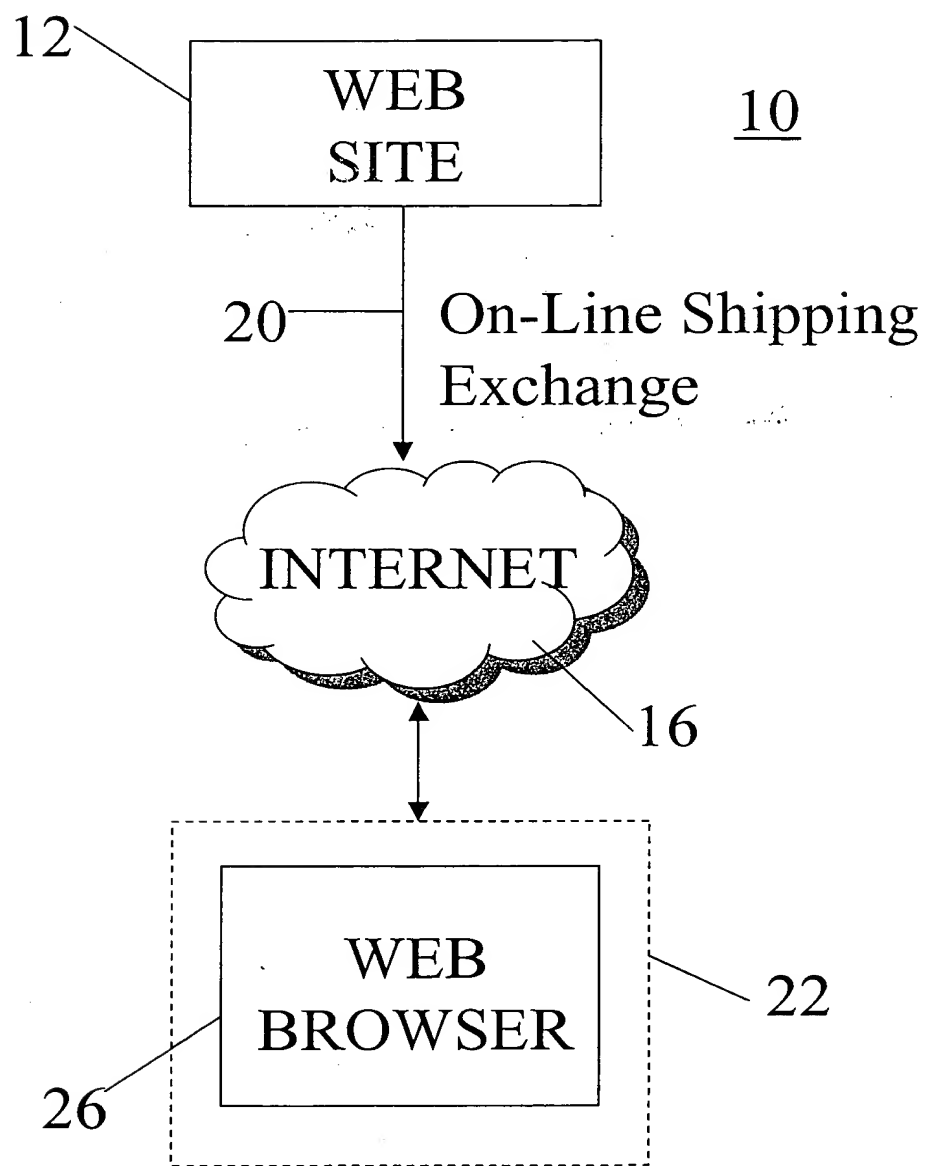 12
WEB
SITE
10
20
On-Line Shipping
Exchange
INTERNET
16
WEB
BROWSER
22
26